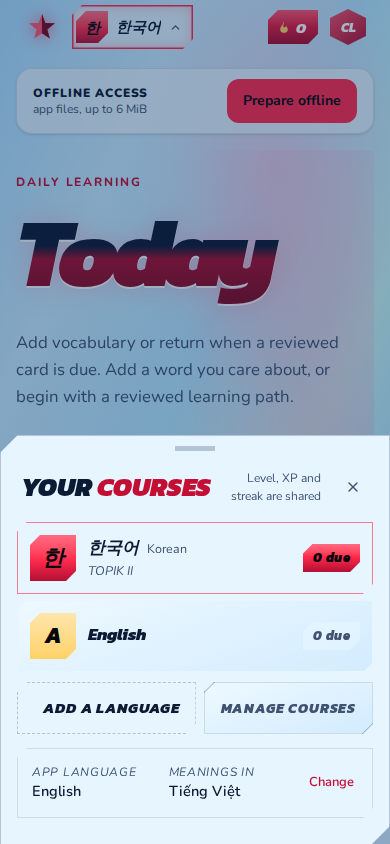 한 한국어 0 CL
OFFLINE ACCESS
app files, up to 6 MiB
Prepare offline
DAILY LEARNING
Today
Add vocabulary or return when a reviewed
card is due. Add a word you care about, or
begin with a reviewed learning path.
YOUR COURSES
Level, XP and
streak are shared
한 한국어 Korean
TOPIK II
0 due
A English 0 due
ADD A LANGUAGE MANAGE COURSES
APP LANGUAGE MEANINGS IN
English Tiếng Việt
Change